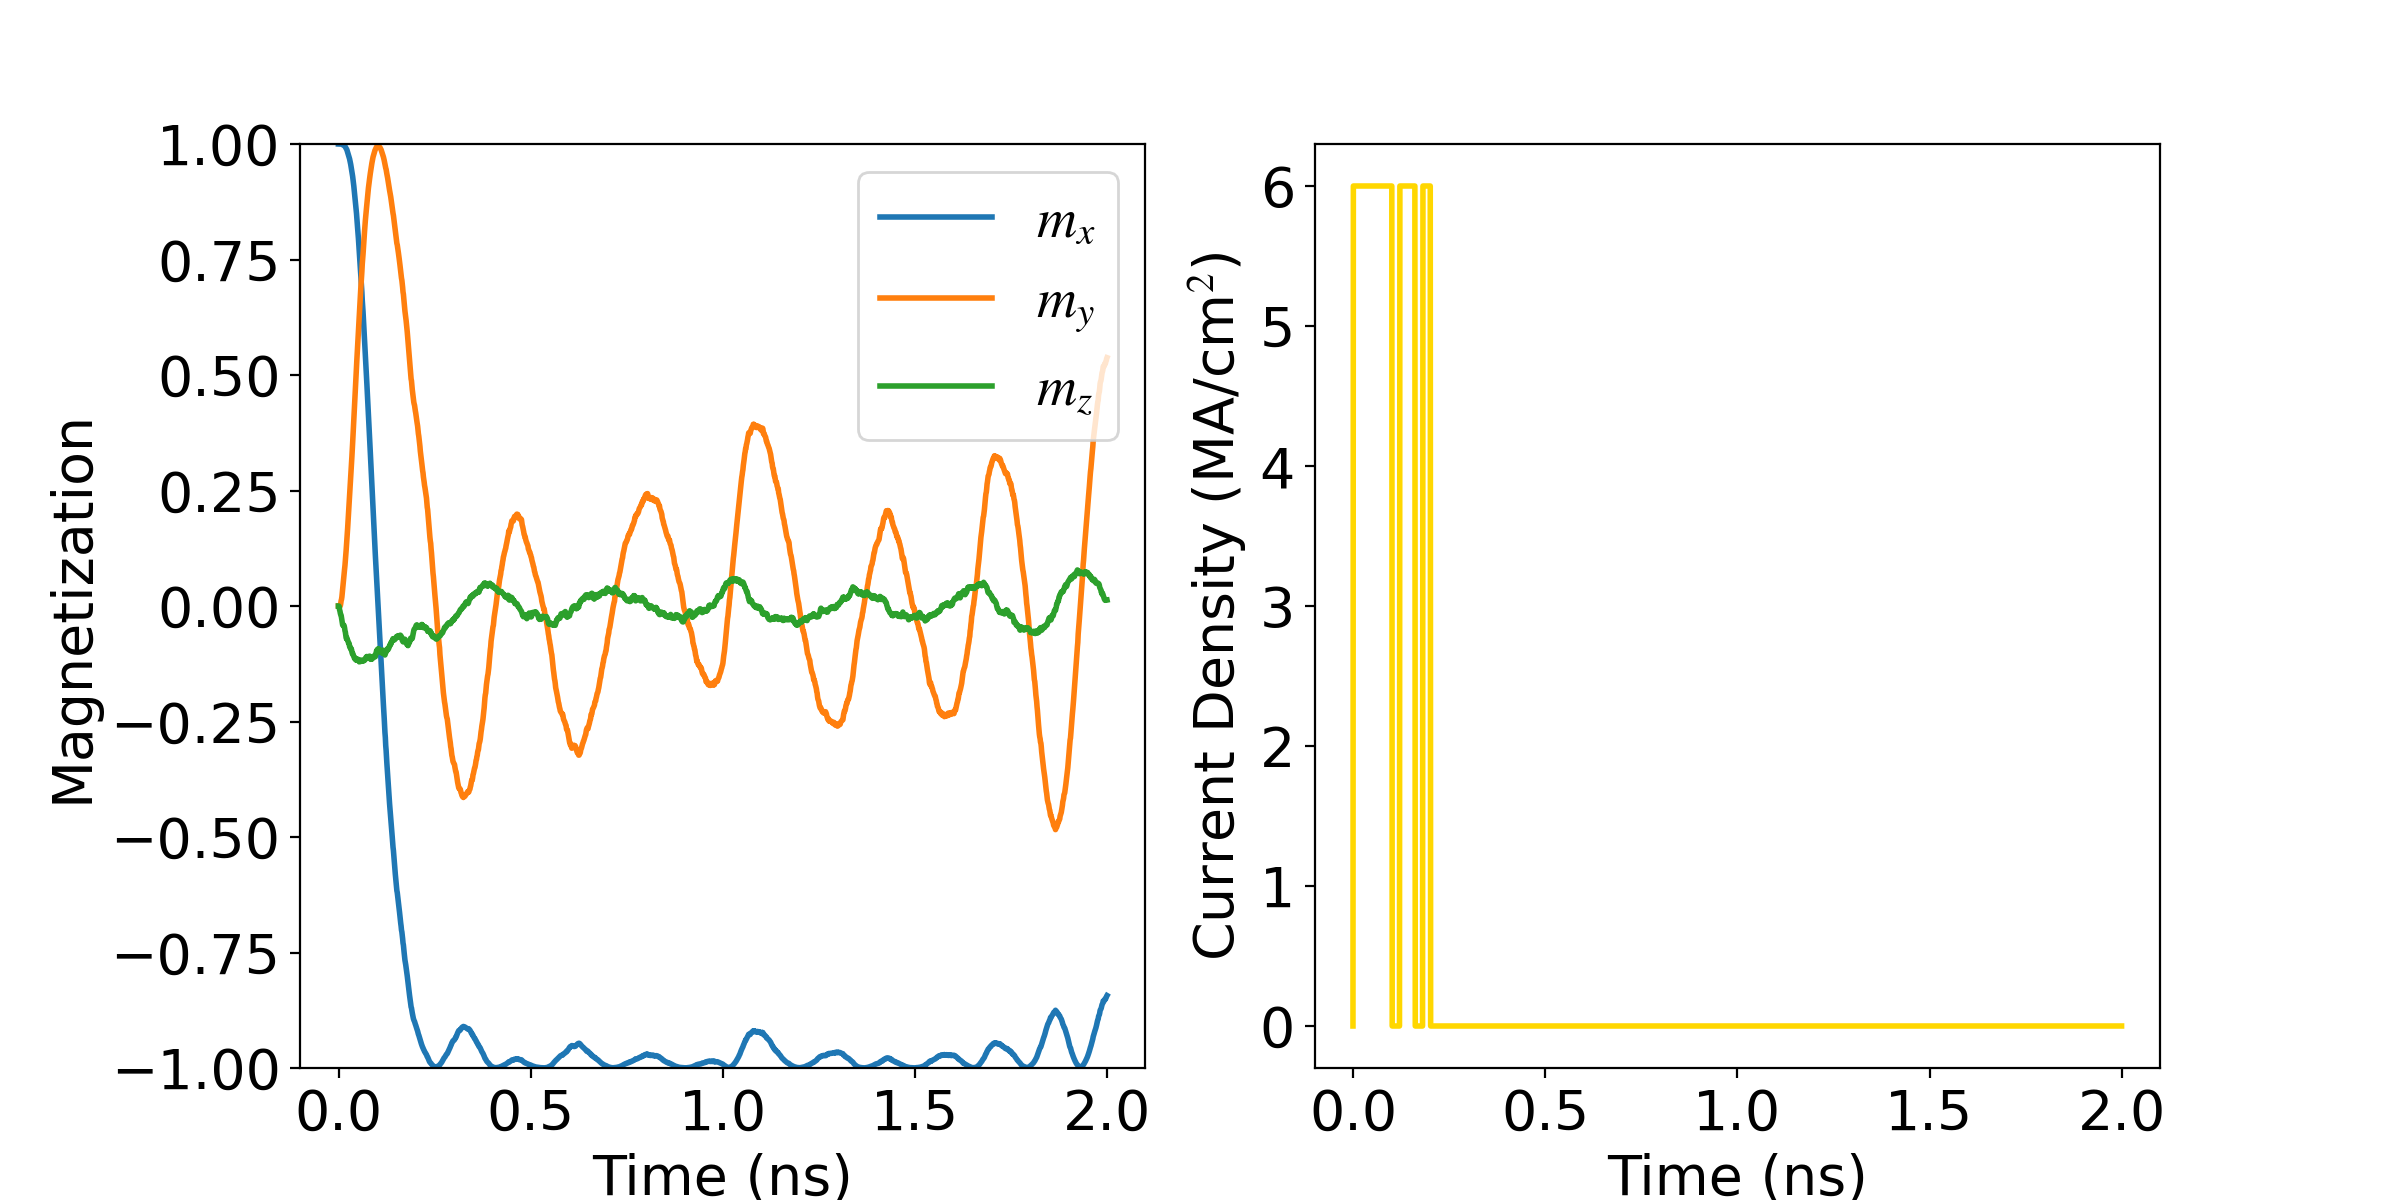 1.00
0.75
0.50
0.25
0.00
−0.25
−0.50
−0.75
−1.00
Magnetization
0.0 0.5 1.0 1.5 2.0
Time (ns)
m_x
m_y
m_z
6
5
4
3
2
1
0
Current Density (MA/cm²)
0.0 0.5 1.0 1.5 2.0
Time (ns)